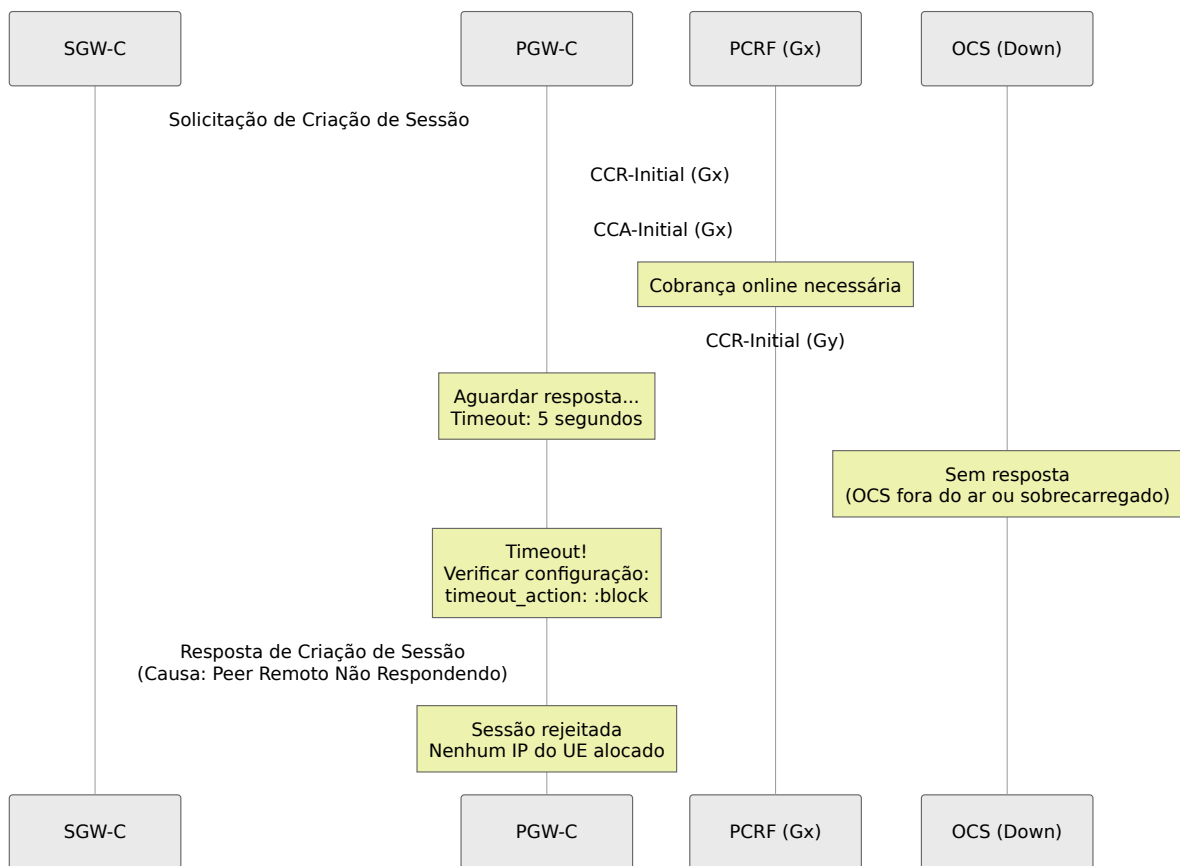 SGW-C
PGW-C
PCRF (Gx)
OCS (Down)
Solicitação de Criação de Sessão
CCR-Initial (Gx)
CCA-Initial (Gx)
Cobrança online necessária
CCR-Initial (Gy)
Aguardar resposta...
Timeout: 5 segundos
Sem resposta
(OCS fora do ar ou sobrecarregado)
Timeout!
Verificar configuração:
timeout_action: :block
Resposta de Criação de Sessão
(Causa: Peer Remoto Não Respondendo)
Sessão rejeitada
Nenhum IP do UE alocado
SGW-C
PGW-C
PCRF (Gx)
OCS (Down)